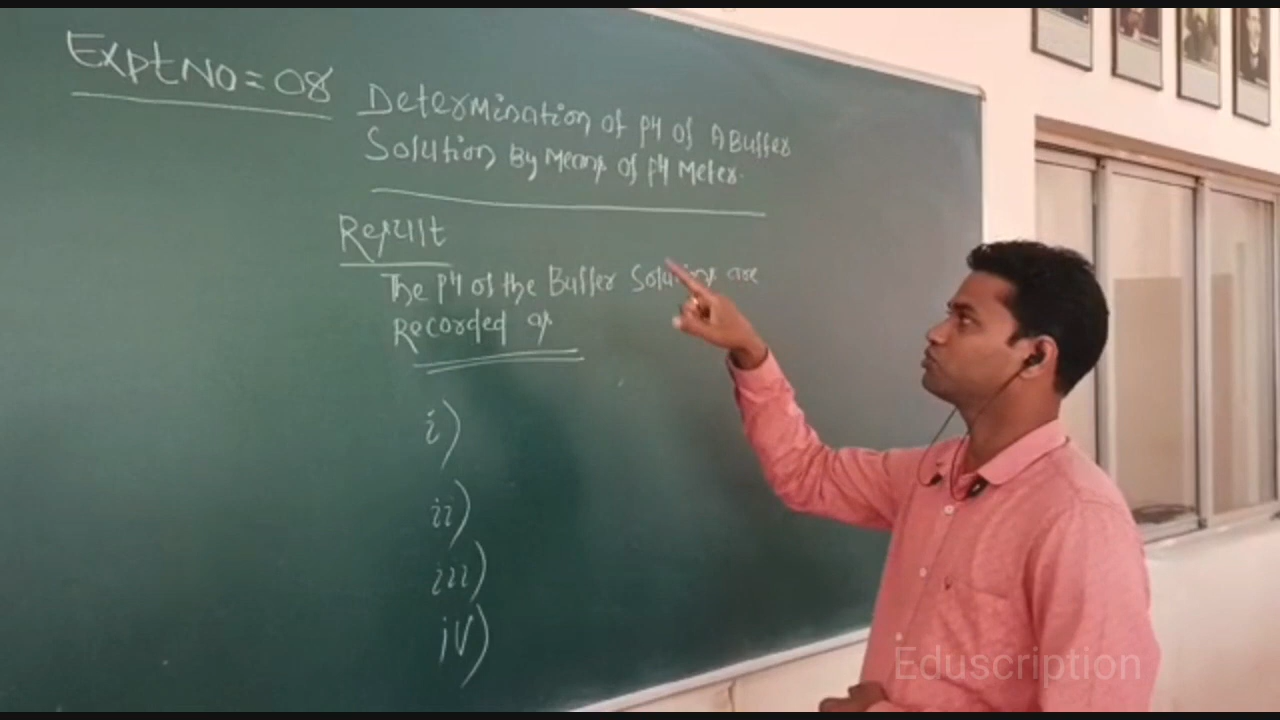 Expt No = 08
Determination of pH of A Buffer
Solution By Means of pH Meter.
Result
The pH of the Buffer Solutions are
Recorded as
i)
ii)
iii)
iv)
Eduscription